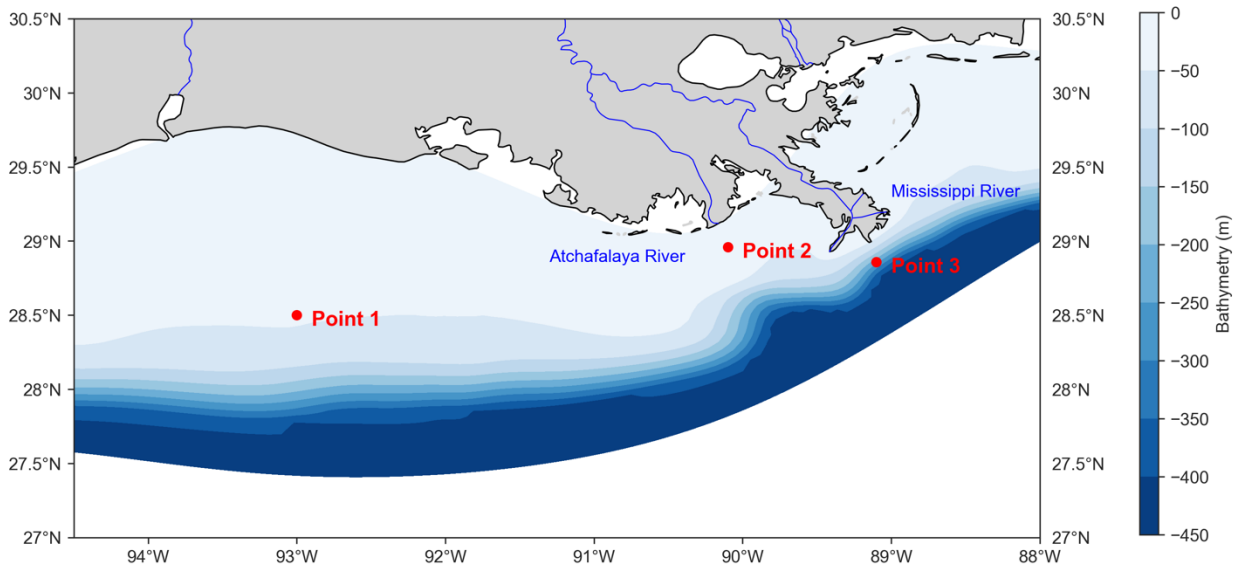 30.5°N
30°N
29.5°N
29°N
28.5°N
28°N
27.5°N
27°N
94°W
93°W
92°W
91°W
90°W
89°W
88°W
30.5°N
30°N
29.5°N
29°N
28.5°N
28°N
27.5°N
27°N
Mississippi River
Atchafalaya River
Point 1
Point 2
Point 3
0
−50
−100
−150
−200
−250
−300
−350
−400
−450
Bathymetry (m)